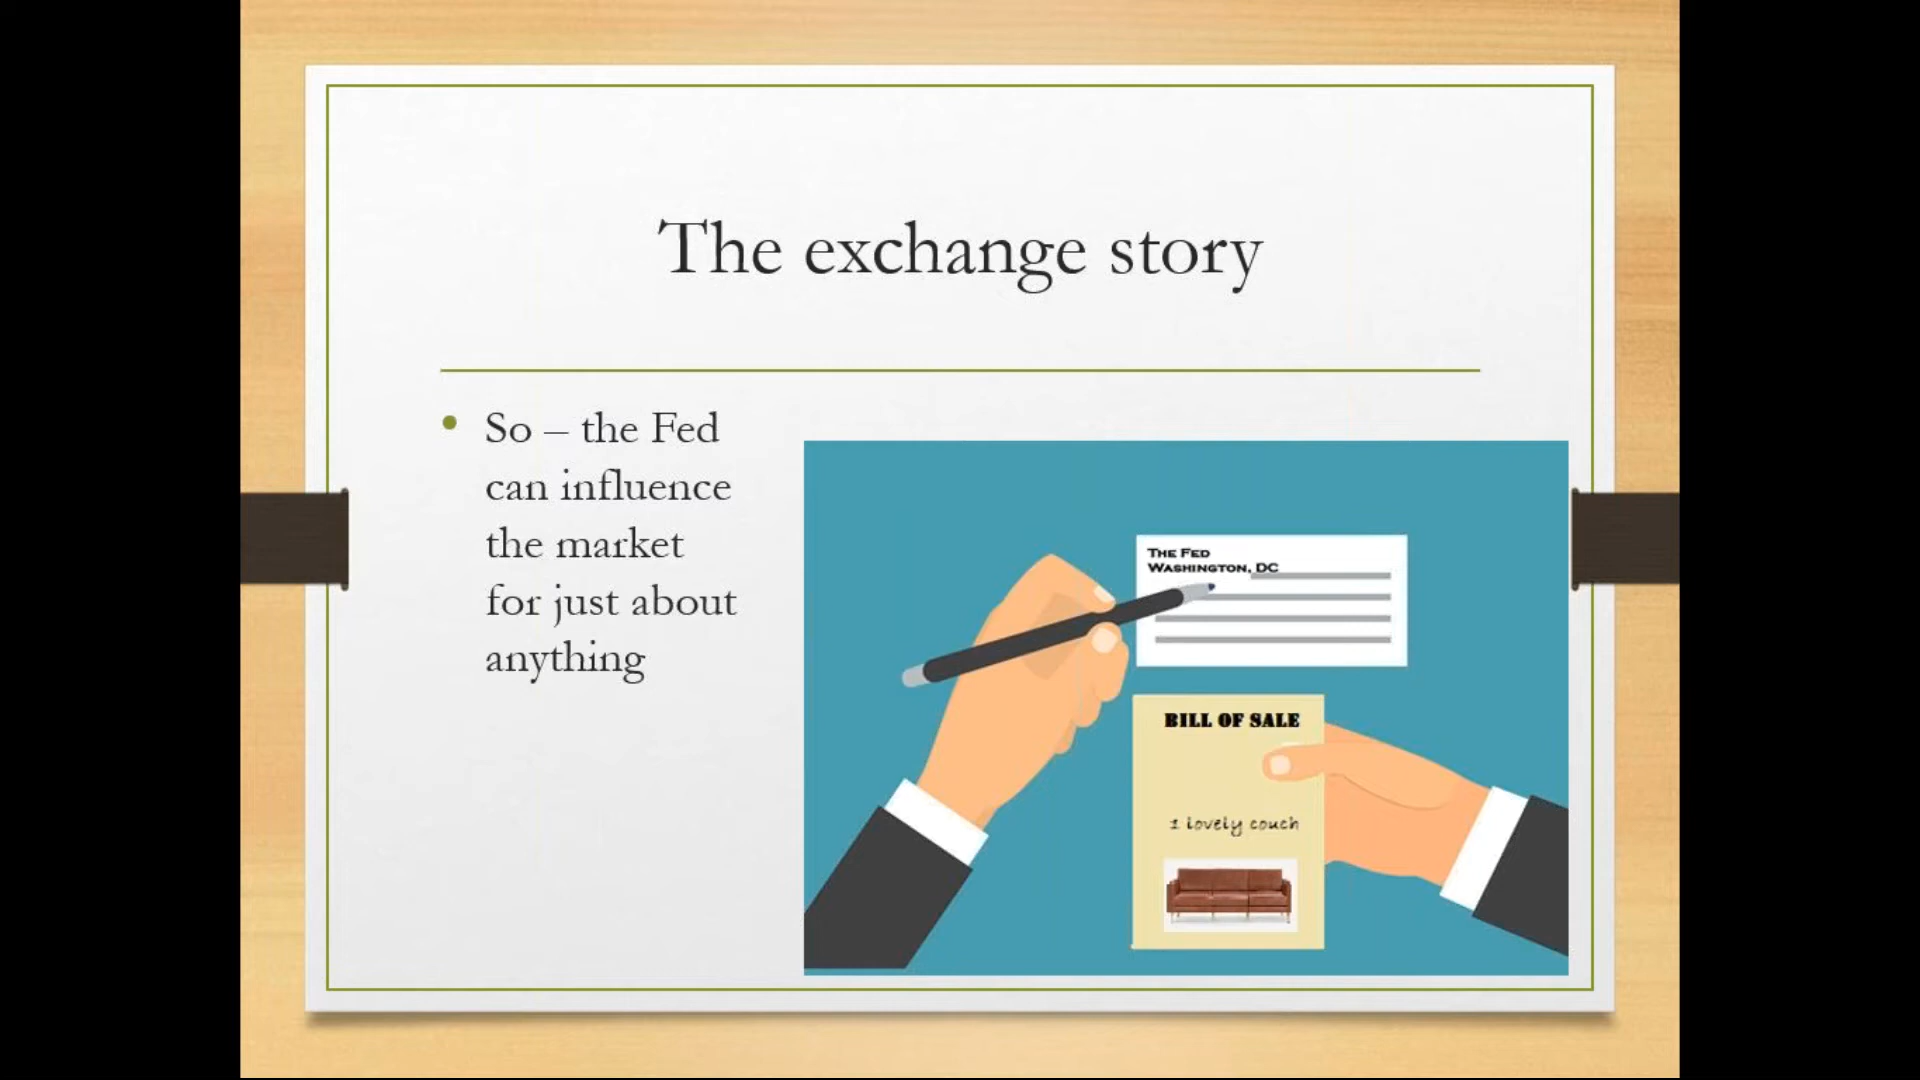 The exchange story
• So – the Fed
can influence
the market
for just about
anything
The Fed
Washington, DC
BILL OF SALE
1 lovely couch